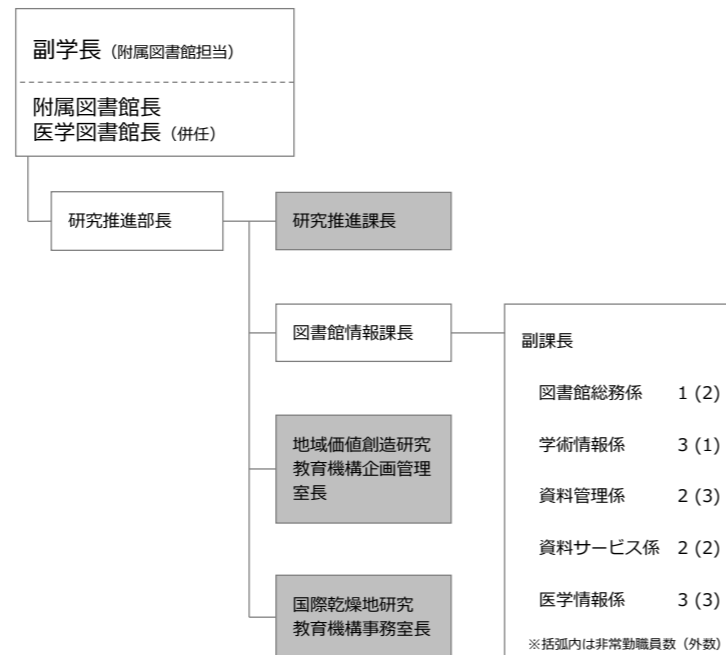 副学長（附属図書館担当）
附属図書館長
医学図書館長（併任）
研究推進部長
研究推進課長
図書館情報課長
地域価値創造研究
教育機構企画管理
室長
国際乾燥地研究
教育機構事務室長
副課長
図書館総務係 1 (2)
学術情報係 3 (1)
資料管理係 2 (3)
資料サービス係 2 (2)
医学情報係 3 (3)
※括弧内は非常勤職員数（外数）